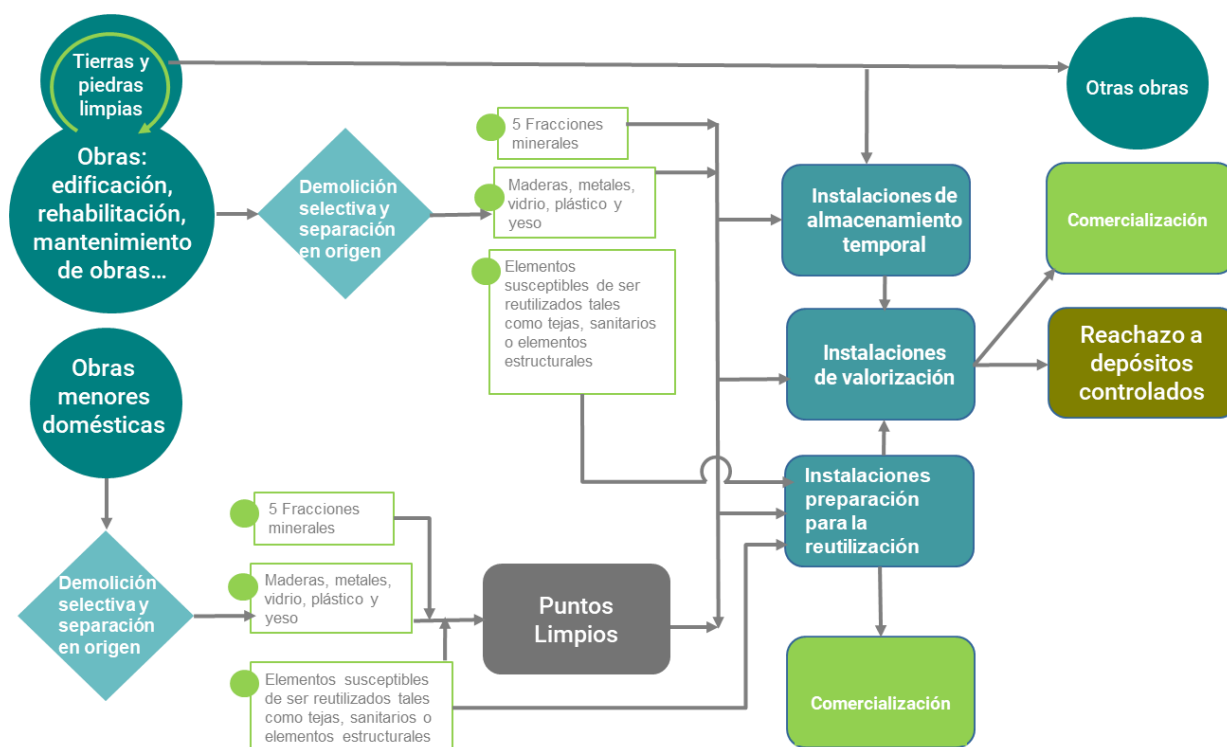 Tierras y
piedras
limpias
Otras obras
Obras:
edificación,
rehabilitación,
mantenimiento
de obras…
Demolición
selectiva y
separación
en origen
5 Fracciones
minerales
Maderas, metales,
vidrio, plástico y
yeso
Elementos
susceptibles de ser
reutilizados tales
como tejas, sanitarios
o elementos
estructurales
Instalaciones de
almacenamiento
temporal
Comercialización
Instalaciones
de valorización
Reachazo a
depósitos
controlados
Obras
menores
domésticas
Instalaciones
preparación
para la
reutilización
5 Fracciones
minerales
Demolición
selectiva y
separación
en origen
Maderas, metales,
vidrio, plástico y
yeso
Puntos
Limpios
Elementos susceptibles
de ser reutilizados tales
como tejas, sanitarios o
elementos estructurales
Comercialización